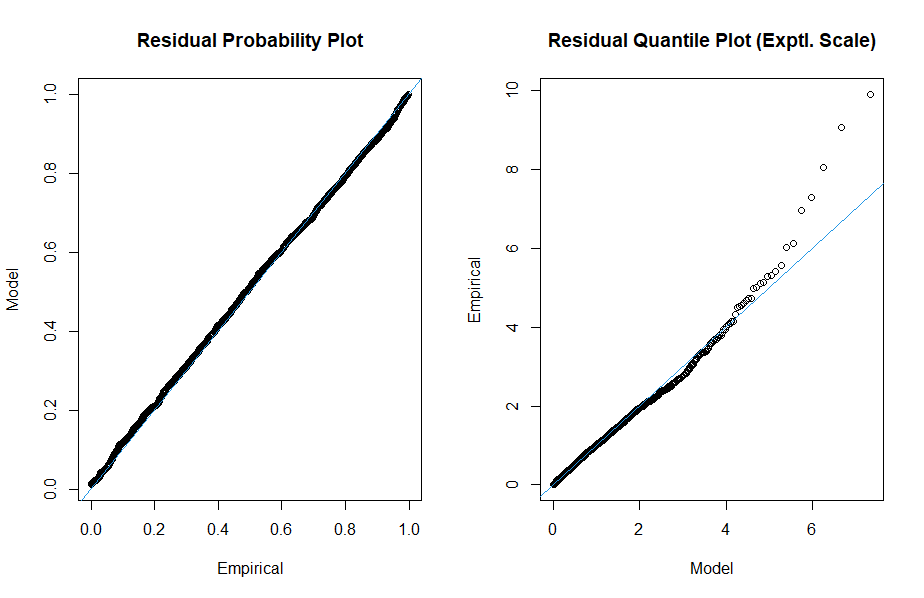 Residual Probability Plot
Model
0.0 0.2 0.4 0.6 0.8 1.0
0.0 0.2 0.4 0.6 0.8 1.0
Empirical
Residual Quantile Plot (Exptl. Scale)
Empirical
0 2 4 6 8 10
0 2 4 6
Model